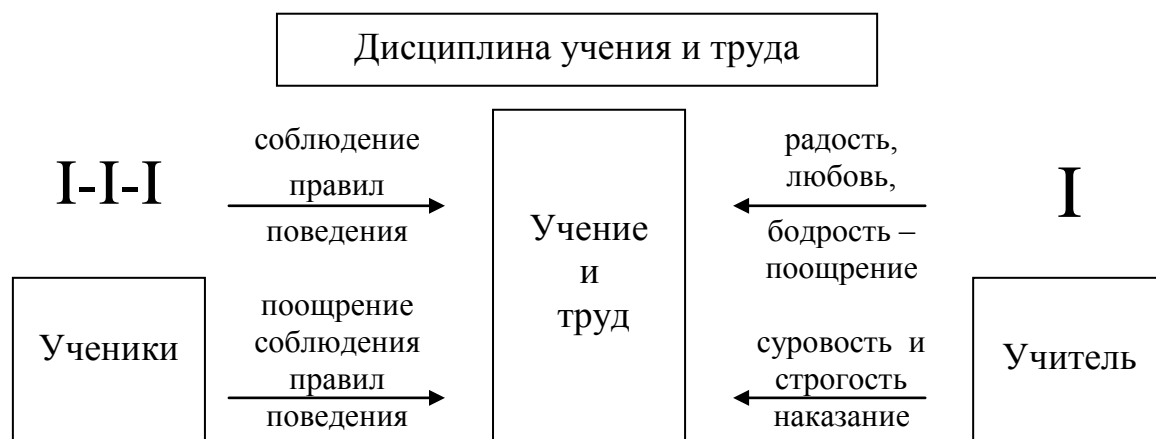 Дисциплина учения и труда
I-I-I
соблюдение
правил
поведения
Ученики
поощрение
соблюдения
правил
поведения
Учение
и
труд
радость,
любовь,
бодрость –
поощрение
I
суровость и
строгость
наказание
Учитель